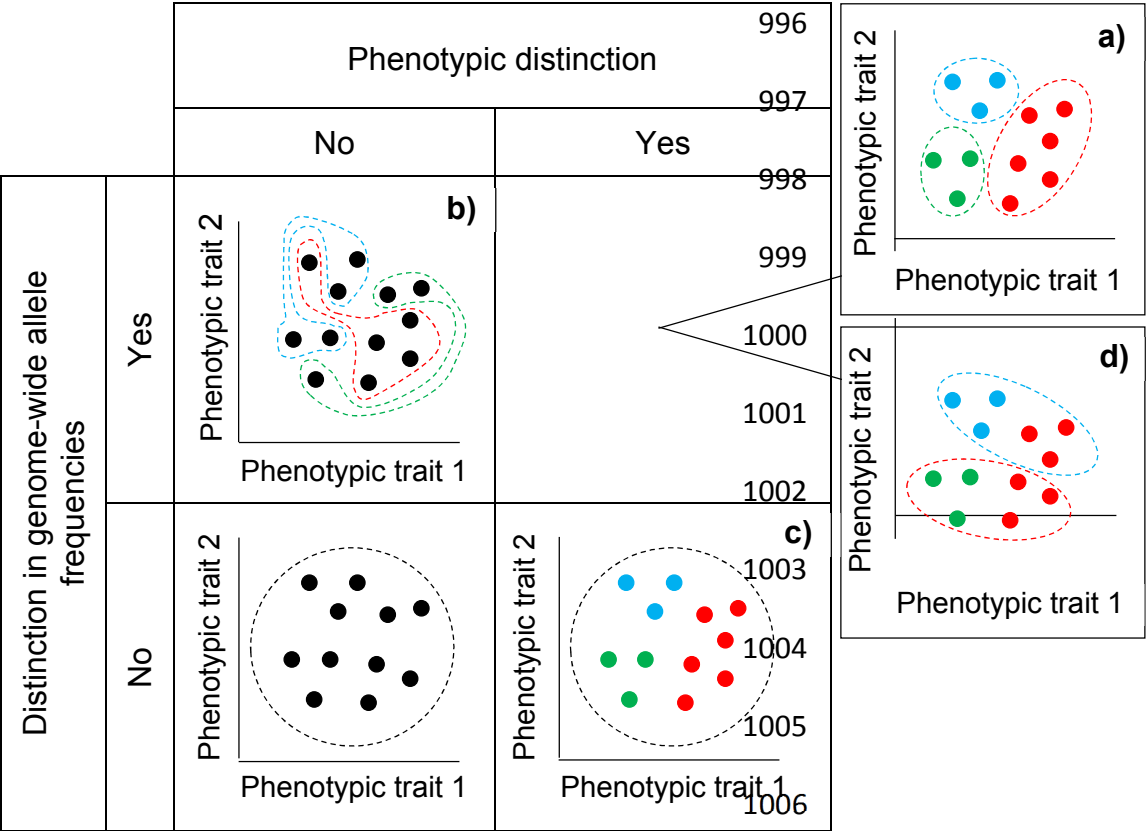 Phenotypic distinction
No
Yes
Distinction in genome-wide allele
frequencies
Yes
No
b)
Phenotypic trait 2
Phenotypic trait 1
Phenotypic trait 2
Phenotypic trait 1
c)
Phenotypic trait 2
Phenotypic trait 1
a)
Phenotypic trait 2
Phenotypic trait 1
d)
Phenotypic trait 2
Phenotypic trait 1
996
997
998
999
1000
1001
1002
1003
1004
1005
1006